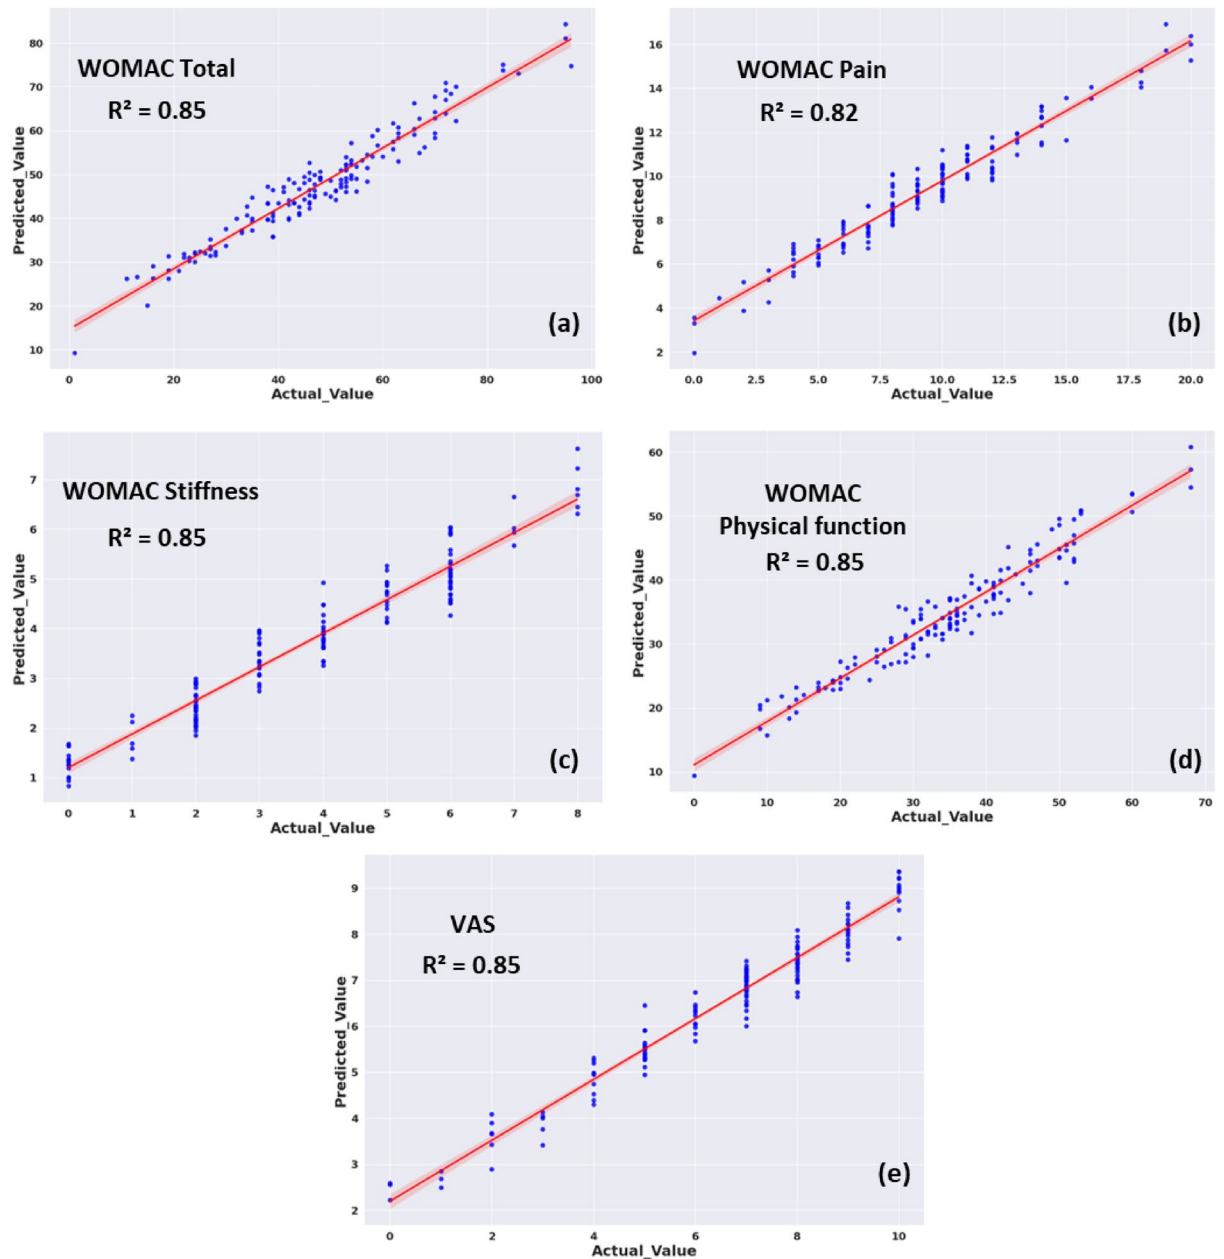 80
70
60
50
40
30
20
10
Predicted_Value
WOMAC Total
R² = 0.85
(a)
0 20 40 60 80 100
Actual_Value
16
14
12
10
8
6
4
2
Predicted_Value
WOMAC Pain
R² = 0.82
(b)
0.0 2.5 5.0 7.5 10.0 12.5 15.0 17.5 20.0
Actual_Value
7
6
5
4
3
2
1
Predicted_Value
WOMAC Stiffness
R² = 0.85
(c)
0 1 2 3 4 5 6 7 8
Actual_Value
60
50
40
30
20
10
Predicted_Value
WOMAC
Physical function
R² = 0.85
(d)
0 10 20 30 40 50 60 70
Actual_Value
9
8
7
6
5
4
3
2
Predicted_Value
VAS
R² = 0.85
(e)
0 2 4 6 8 10
Actual_Value